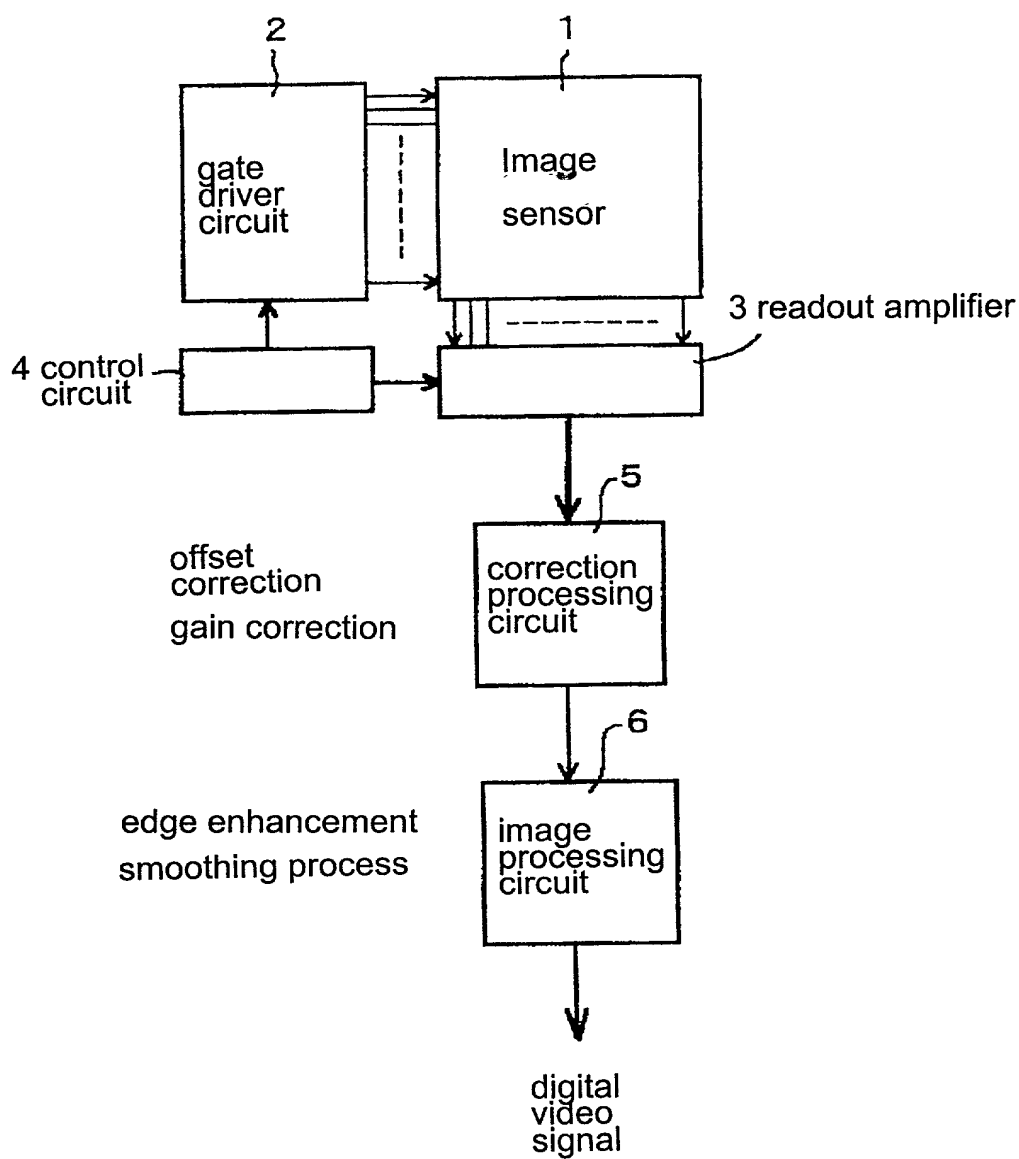 2
1
gate
driver
circuit
Image
sensor
3 readout amplifier
4 control
circuit
5
offset
correction
gain correction
correction
processing
circuit
6
edge enhancement
smoothing process
image
processing
circuit
digital
video
signal